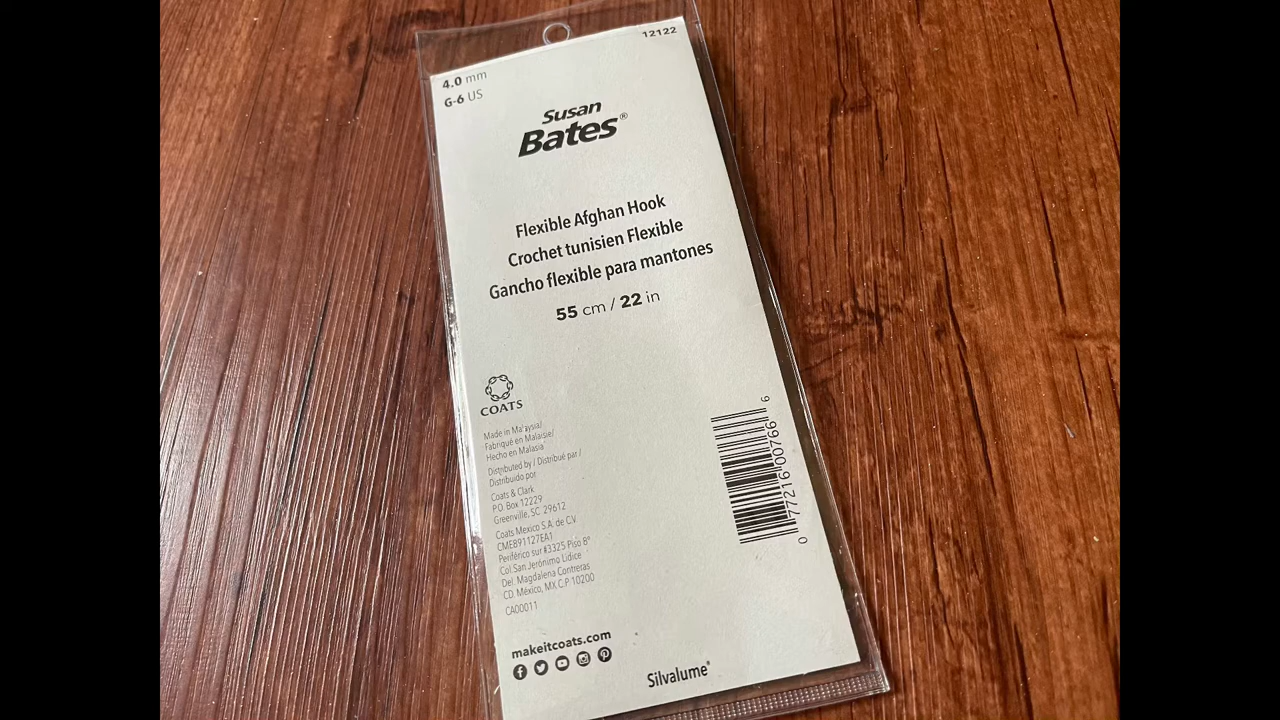 12122
4.0 mm
G-6 US
Susan
Bates®
Flexible Afghan Hook
Crochet tunisien Flexible
Gancho flexible para mantones
55 cm / 22 in
COATS
Made in Malaysia/
Fabriqué en Malaisie/
Hecho en Malasia
Distributed by / Distribué par /
Distribuido por
Coats & Clark
P.O. Box 12229
Greenville, SC 29612
Coats Mexico S.A. de C.V.
CME891127EA1
Periférico sur #3325 Piso 8°
Col.San Jerónimo Lídice
Del. Magdalena Contreras
CD. México, MX. C.P 10200
CA00011
0 77216 00766 6
makeitcoats.com
Silvalume®